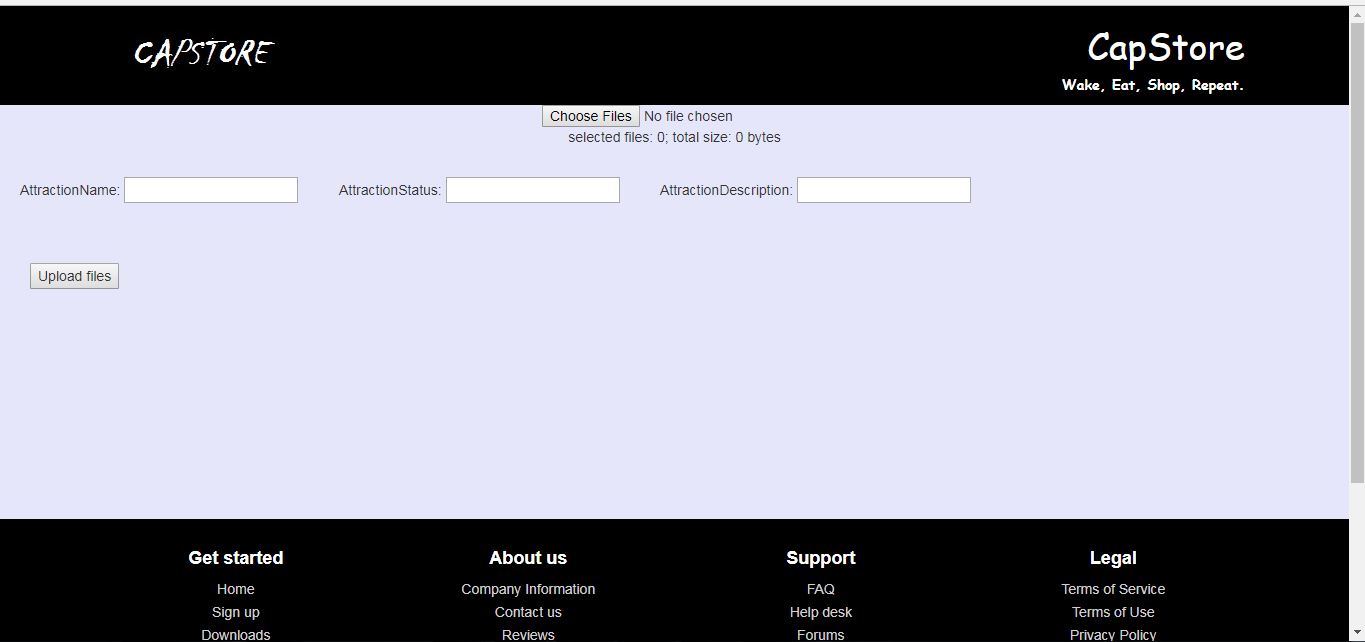 CAPSTORE
CapStore
Wake, Eat, Shop, Repeat.
Choose Files No file chosen
selected files: 0; total size: 0 bytes
AttractionName: AttractionStatus: AttractionDescription:
Upload files
Get started About us Support Legal
Home Company Information FAQ Terms of Service
Sign up Contact us Help desk Terms of Use
Downloads Reviews Forums Privacy Policy